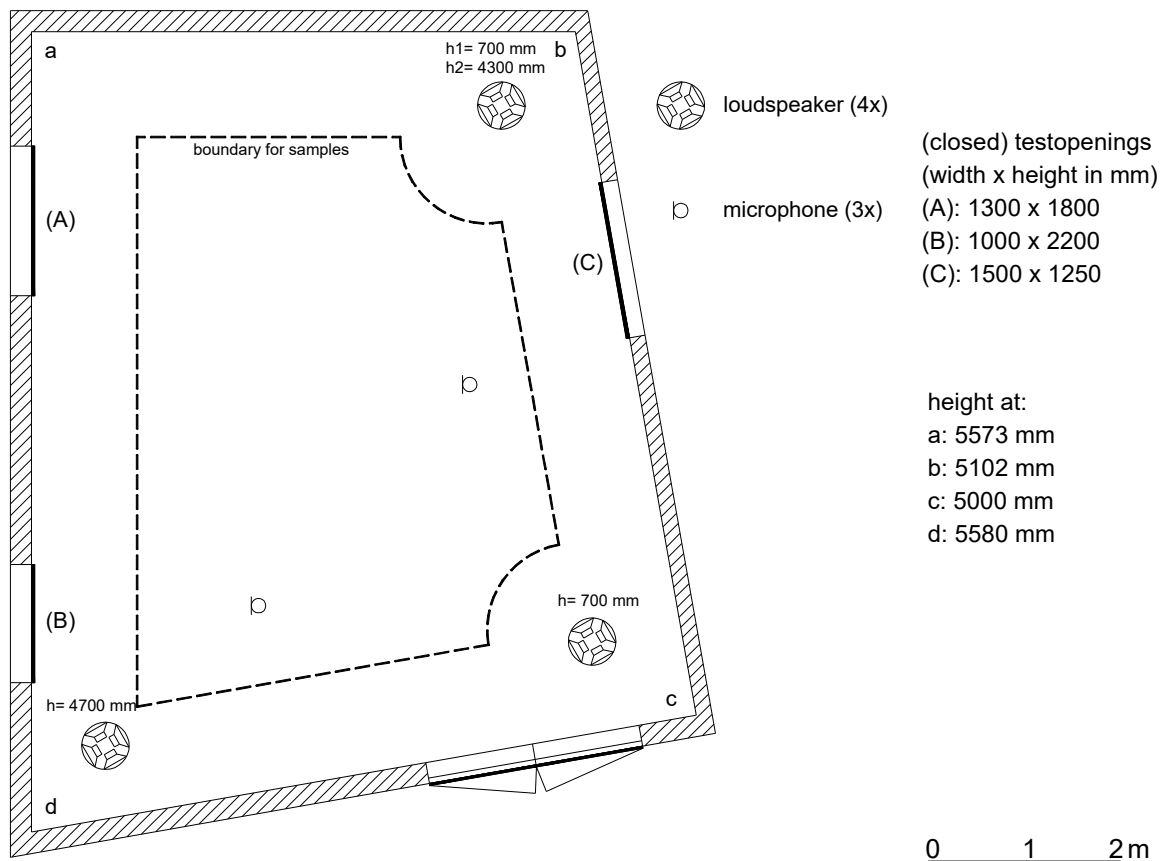 a
h1= 700 mm
h2= 4300 mm
b
loudspeaker (4x)
boundary for samples
(closed) testopenings
(width x height in mm)
(A): 1300 x 1800
(B): 1000 x 2200
(C): 1500 x 1250
microphone (3x)
(A)
(C)
height at:
a: 5573 mm
b: 5102 mm
c: 5000 mm
d: 5580 mm
h= 700 mm
(B)
h= 4700 mm
c
d
0 1 2 m